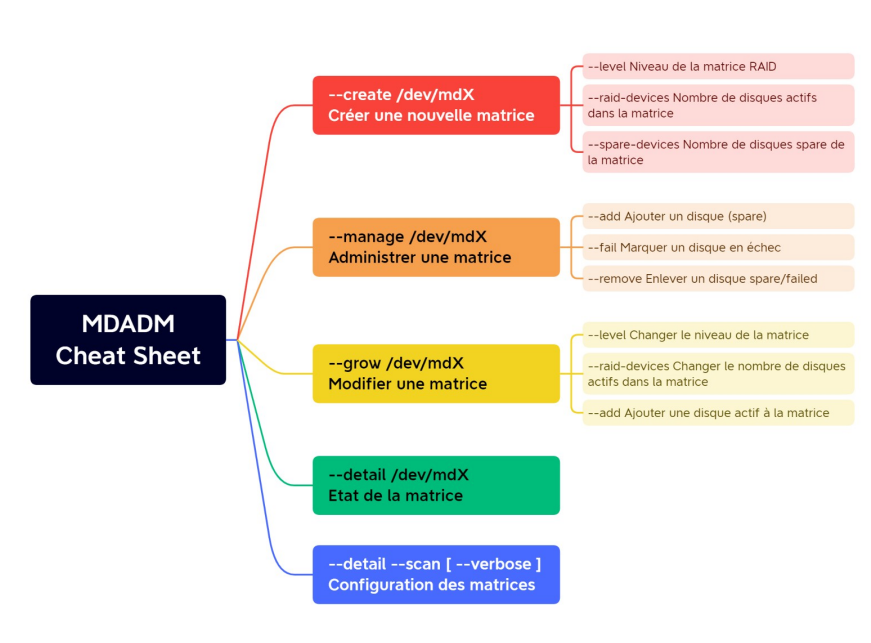 MDADM
Cheat Sheet
--create /dev/mdX
Créer une nouvelle matrice
--level Niveau de la matrice RAID
--raid-devices Nombre de disques actifs
dans la matrice
--spare-devices Nombre de disques spare de
la matrice
--manage /dev/mdX
Administrer une matrice
--add Ajouter un disque (spare)
--fail Marquer un disque en échec
--remove Enlever un disque spare/failed
--grow /dev/mdX
Modifier une matrice
--level Changer le niveau de la matrice
--raid-devices Changer le nombre de disques
actifs dans la matrice
--add Ajouter une disque actif à la matrice
--detail /dev/mdX
Etat de la matrice
--detail --scan [ --verbose ]
Configuration des matrices